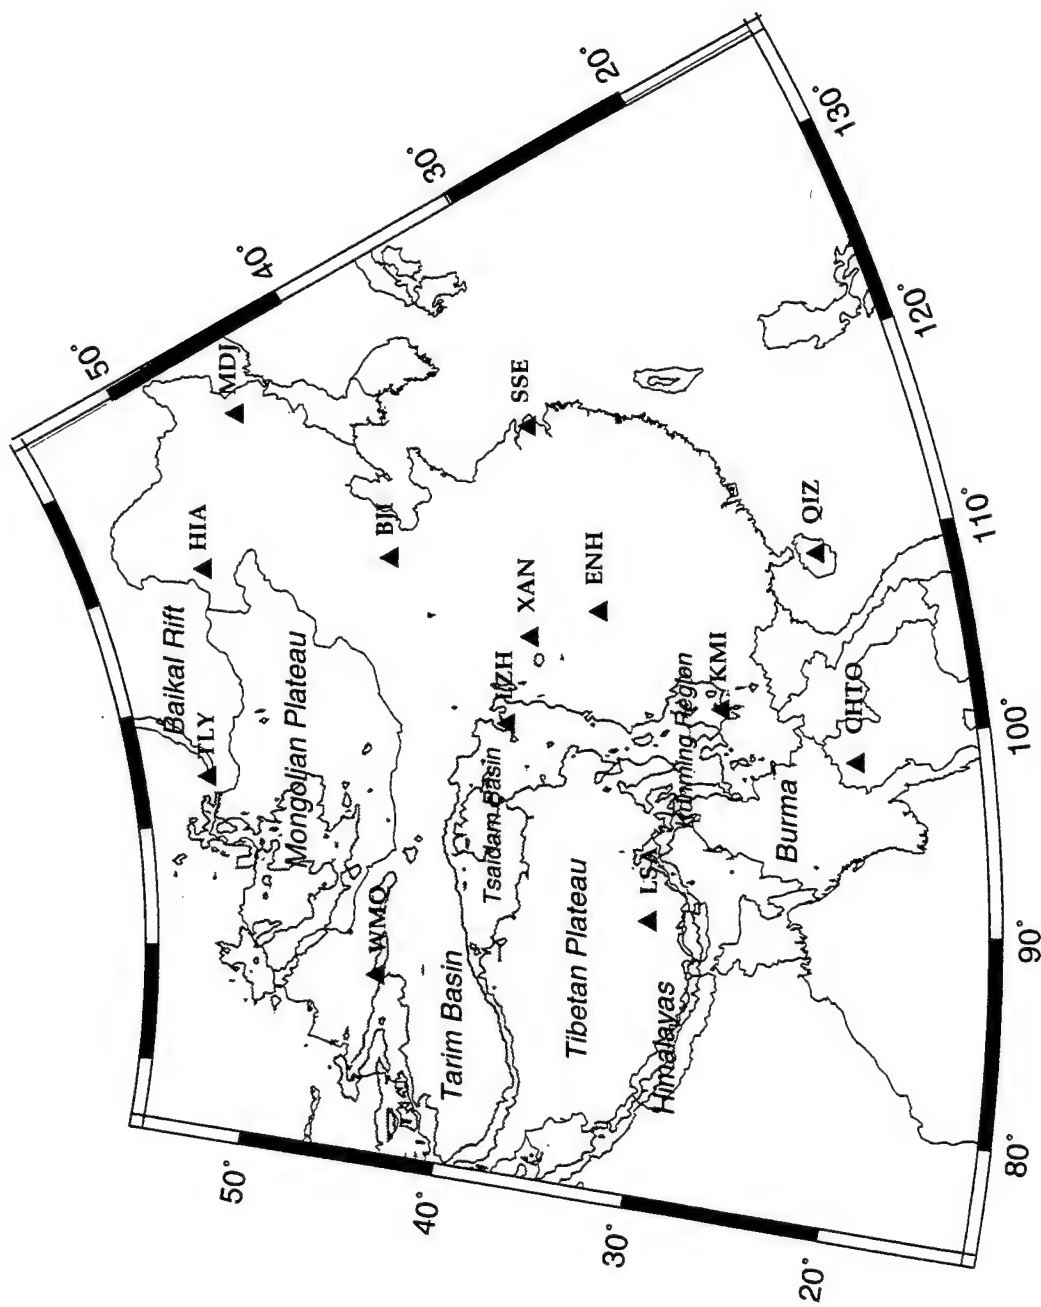 50°
40°
30°
20°
130°
120°
110°
100°
90°
80°
20°
30°
40°
50°
MDJ
HIA
BJI
SSE
Baikal Rift
TLY
Mongolian Plateau
XAN
ENH
QIZ
LZH
KMI
Kunming Region
CHTO
Tsaidam Basin
Burma
WMQ
LSA
Tarim Basin
Tibetan Plateau
Himalayas